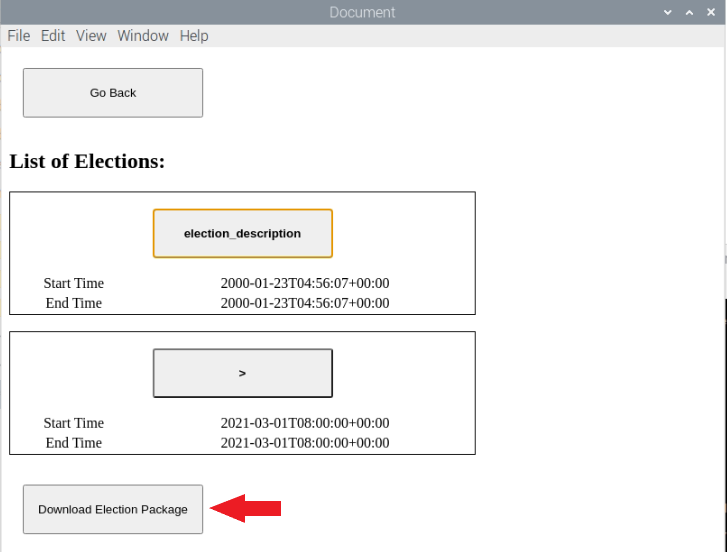 Document
File Edit View Window Help
Go Back
List of Elections:
election_description
Start Time 2000-01-23T04:56:07+00:00
End Time 2000-01-23T04:56:07+00:00
>
Start Time 2021-03-01T08:00:00+00:00
End Time 2021-03-01T08:00:00+00:00
Download Election Package